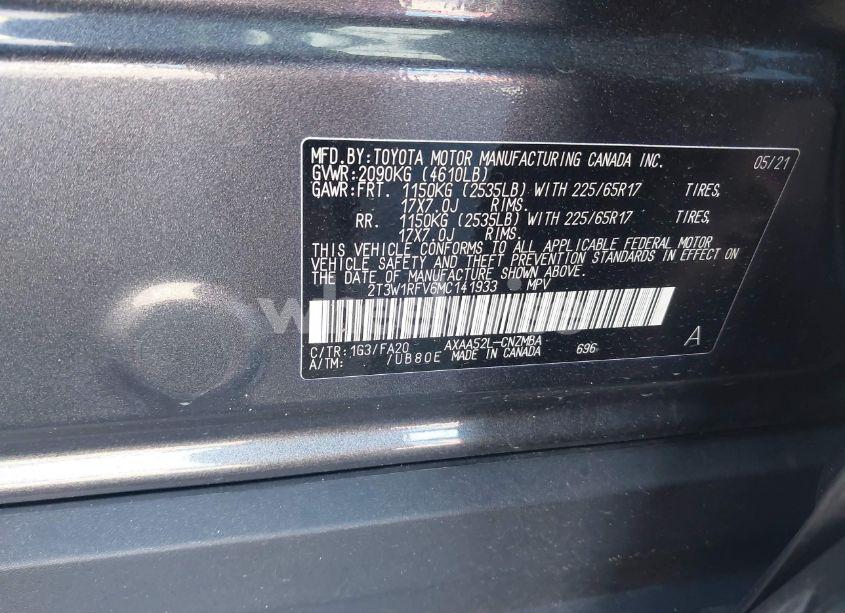 MFD.BY:TOYOTA MOTOR MANUFACTURING CANADA INC. 05/21
GVWR:2090KG (4610LB)
GAWR:FRT. 1150KG (2535LB) WITH 225/65R17 TIRES,
17X7.0J RIMS.
RR. 1150KG (2535LB) WITH 225/65R17 TIRES,
17X7.0J RIMS.
THIS VEHICLE CONFORMS TO ALL APPLICABLE FEDERAL MOTOR
VEHICLE SAFETY AND THEFT PREVENTION STANDARDS IN EFFECT ON
THE DATE OF MANUFACTURE SHOWN ABOVE.
2T3W1RFV6MC141933 MPV
C/TR:1G3/FA20 AXAA52L-CNZMBA 696 A
A/TM: /UB80E MADE IN CANADA